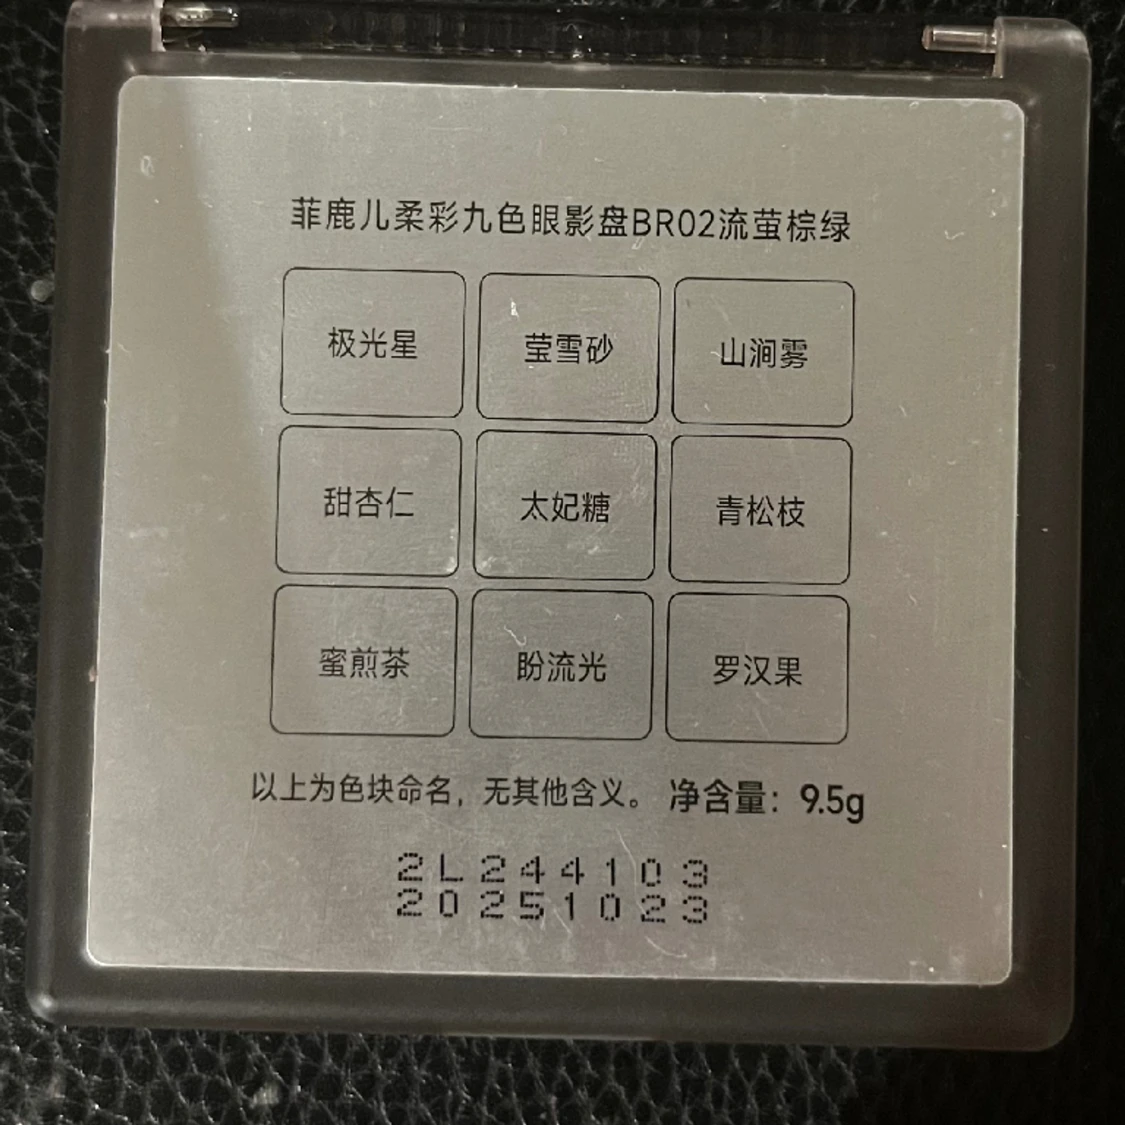 菲鹿儿柔彩九色眼影盘BR02流萤棕绿
极光星 莹雪砂 山涧雾
甜杏仁 太妃糖 青松枝
蜜煎茶 盼流光 罗汉果
以上为色块命名，无其他含义。 净含量：9.5g
2L244103
20251023